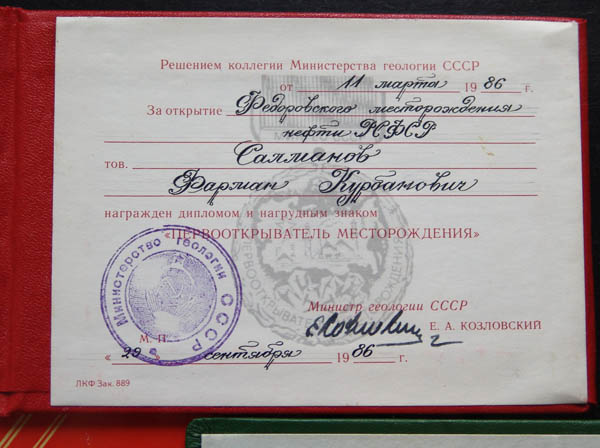 Решением коллегии Министерства геологии СССР
от 11 марта 1986 г.
За открытие Федоровского месторождения
нефти РСФСР
тов. Салманов
Фарман Курбанович
награжден дипломом и нагрудным знаком
«ПЕРВООТКРЫВАТЕЛЬ МЕСТОРОЖДЕНИЯ»
ПЕРВООТКРЫВАТЕЛЬ МЕСТОРОЖДЕНИЯ
Министерство геологии СССР
Министр геологии СССР
Е. А. КОЗЛОВСКИЙ
М. П.
« 29 сентября 1986 г.
ЛКФ Зак. 889